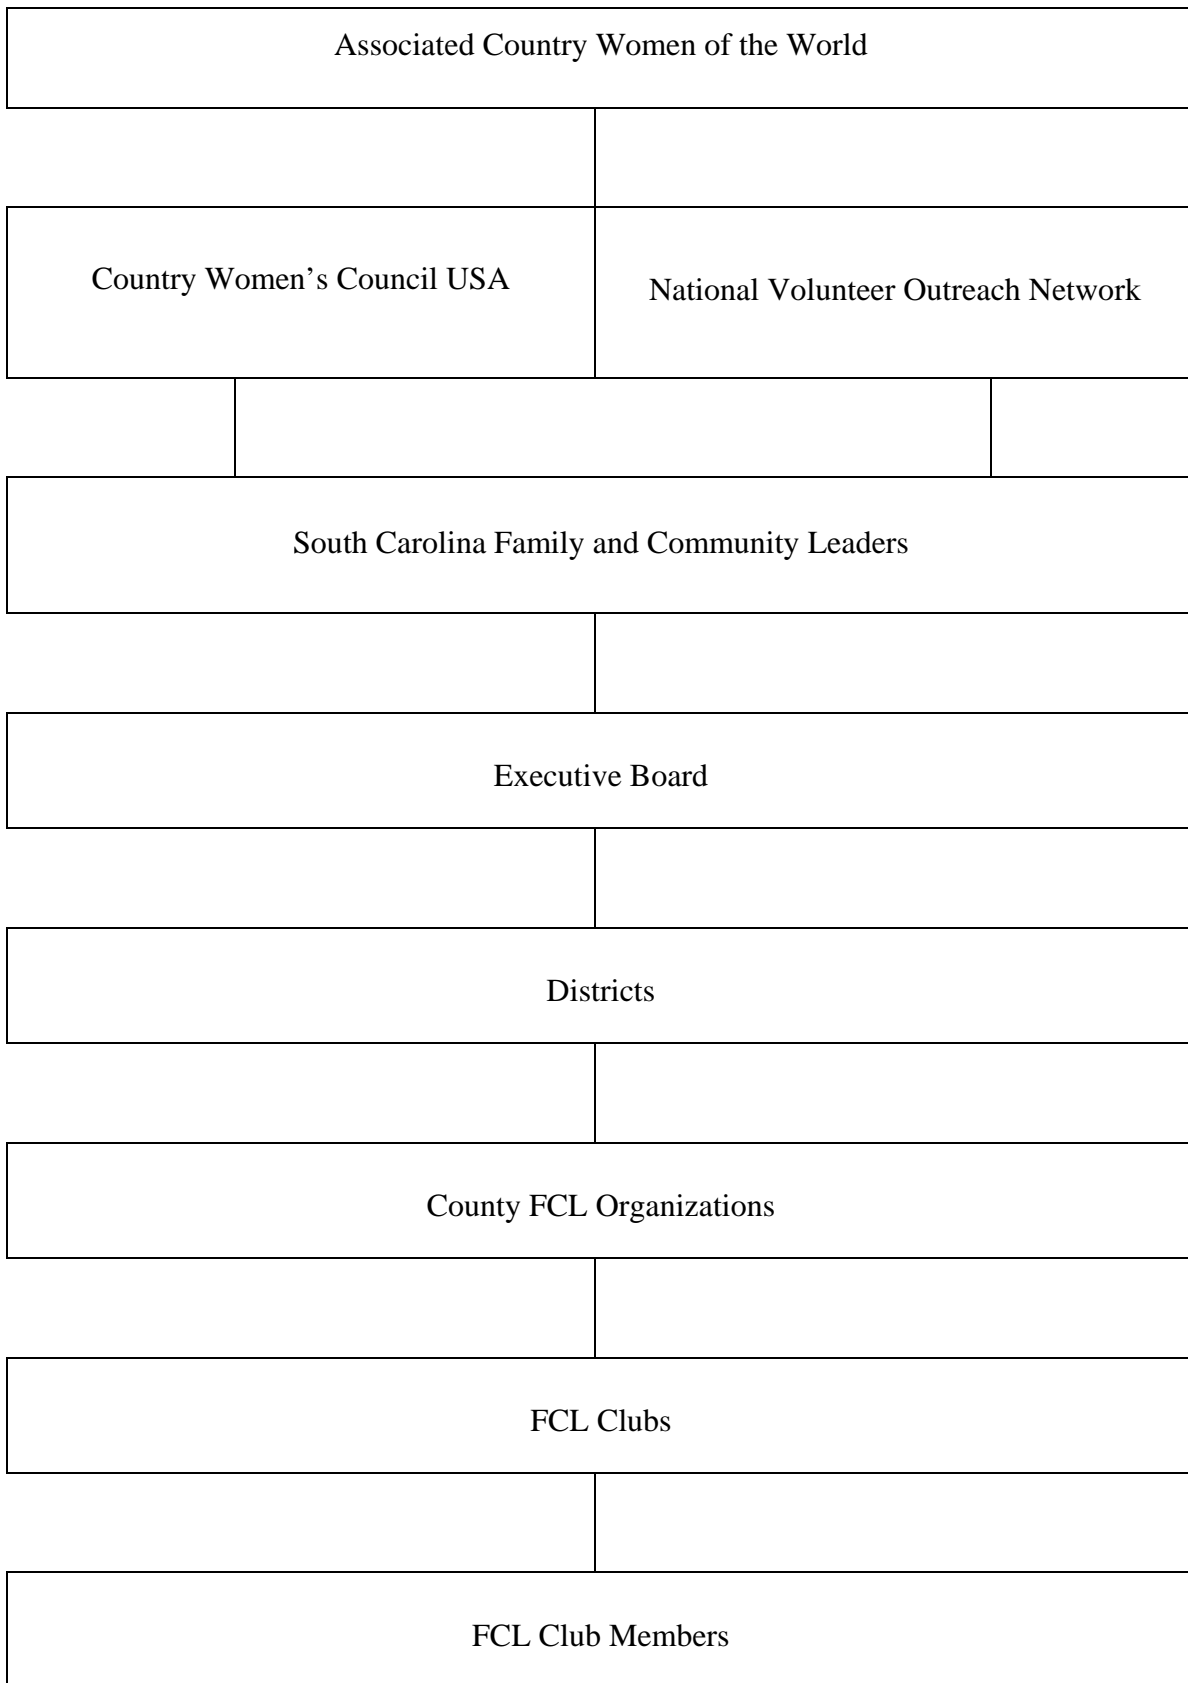 Associated Country Women of the World
Country Women’s Council USA
National Volunteer Outreach Network
South Carolina Family and Community Leaders
Executive Board
Districts
County FCL Organizations
FCL Clubs
FCL Club Members